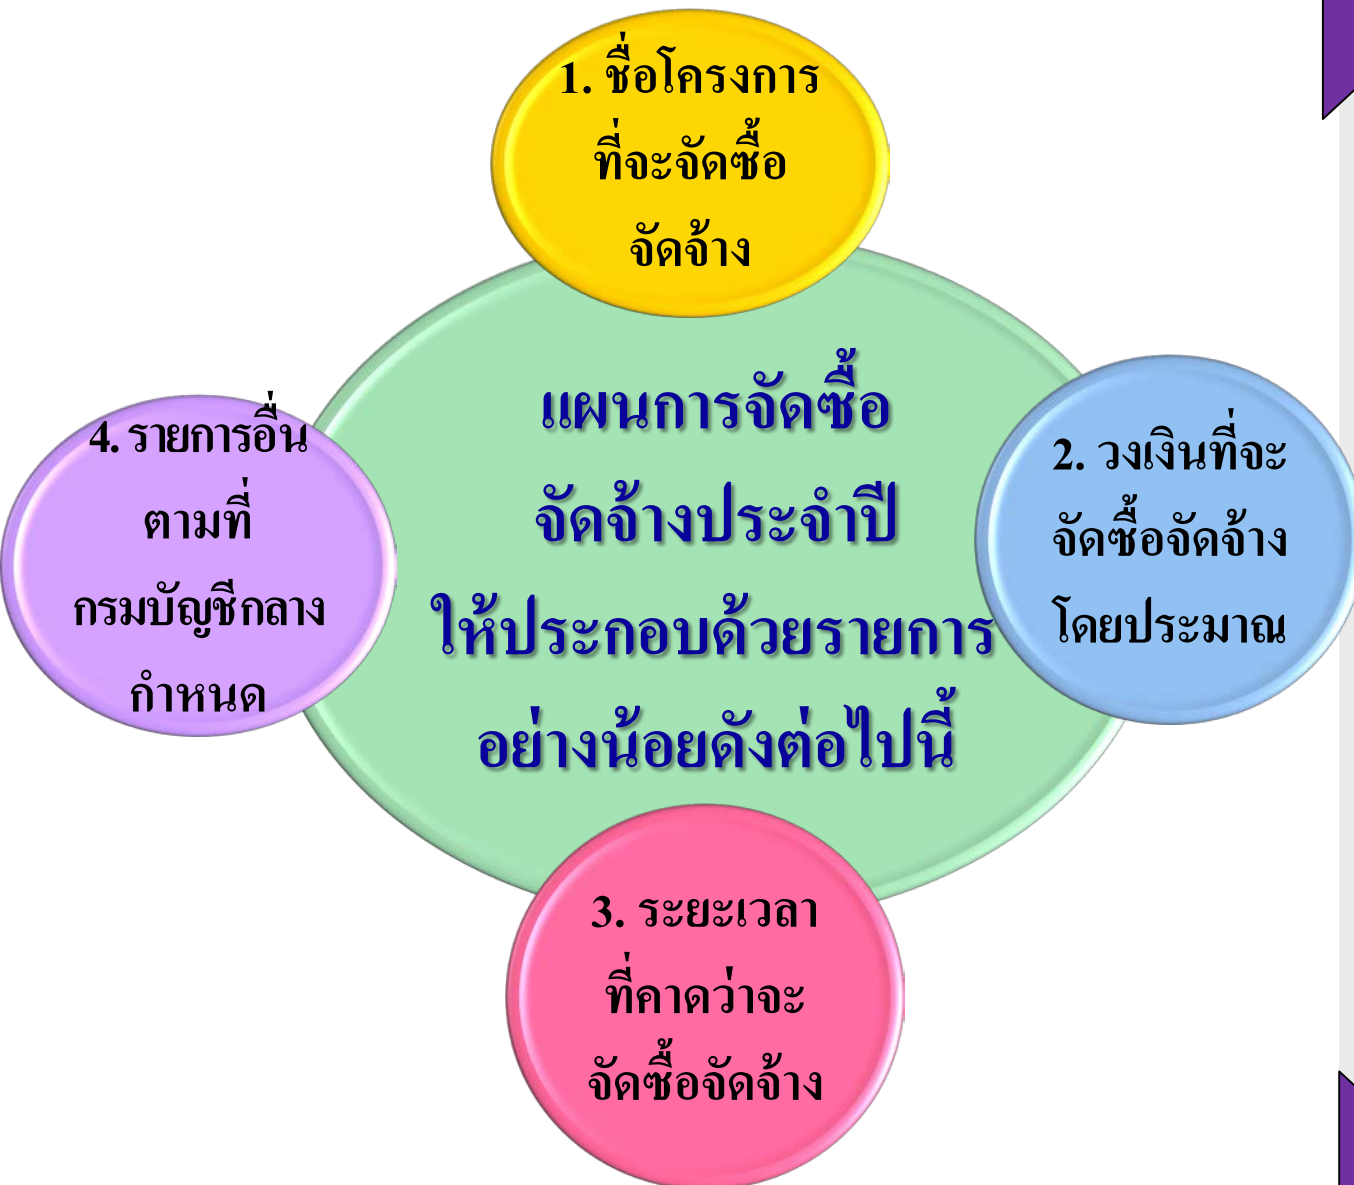 1. ชื่อโครงการ
ที่จะจัดซื้อ
จัดจ้าง
แผนการจัดซื้อ
จัดจ้างประจำปี
ให้ประกอบด้วยรายการ
อย่างน้อยดังต่อไปนี้
2. วงเงินที่จะ
จัดซื้อจัดจ้าง
โดยประมาณ
3. ระยะเวลา
ที่คาดว่าจะ
จัดซื้อจัดจ้าง
4. รายการอื่น
ตามที่
กรมบัญชีกลาง
กำหนด